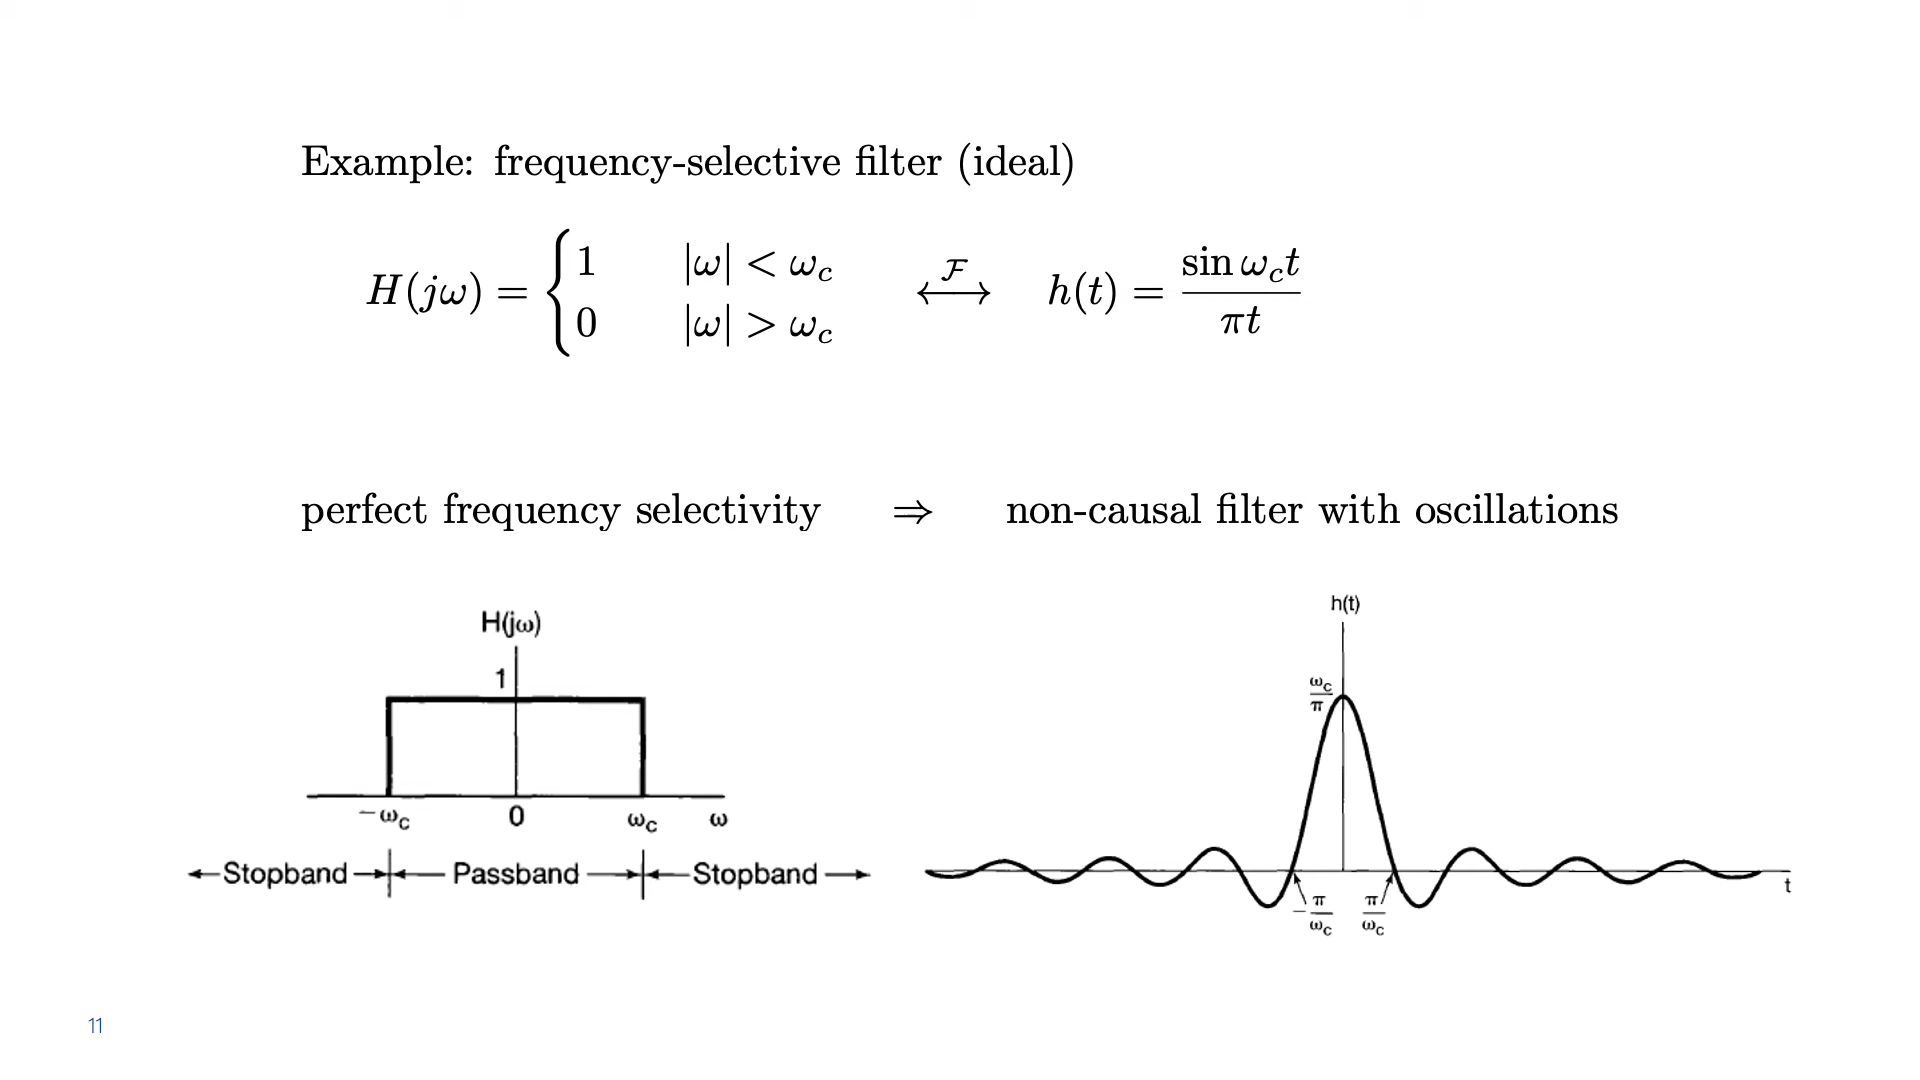 Example: frequency-selective filter (ideal)
H(jω) = { 1 |ω| < ω_c
0 |ω| > ω_c
⟷ F h(t) = sin ω_c t / πt
perfect frequency selectivity ⇒ non-causal filter with oscillations
H(jω)
1
−ω_c 0 ω_c ω
Stopband Passband Stopband
h(t)
ω_c/π
t
−π/ω_c π/ω_c
11